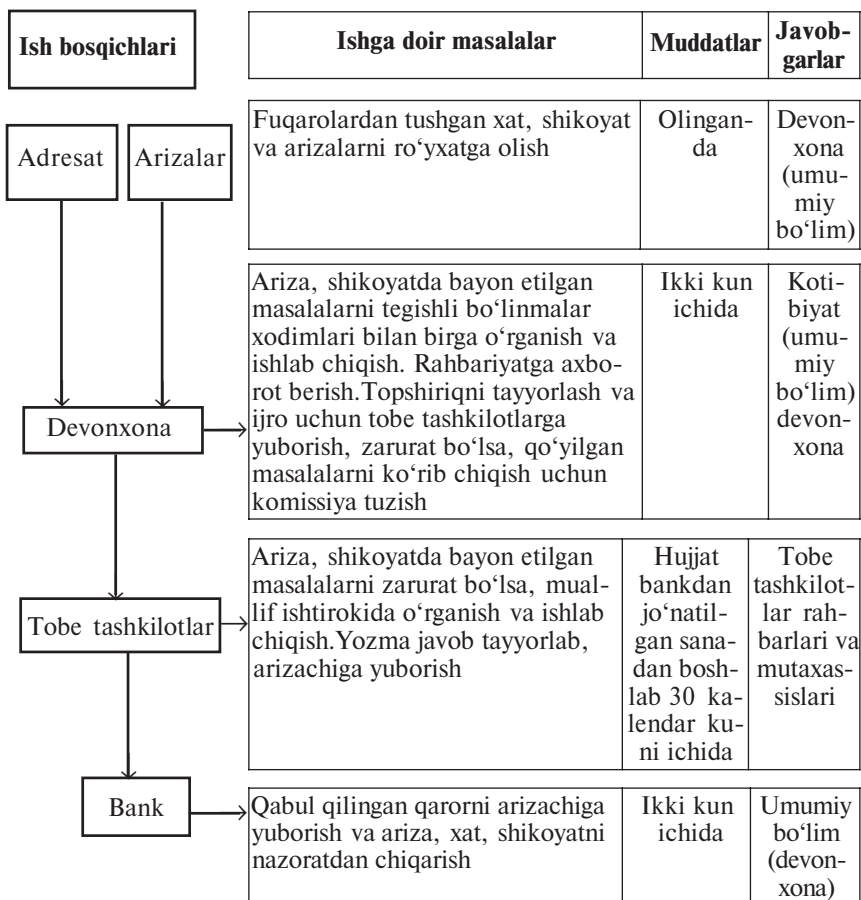 Ish bosqichlari
Ishga doir masalalar
Muddatlar
Javob-
garlar
Adresat
Arizalar
Fuqarolardan tushgan xat, shikoyat
va arizalarni ro‘yxatga olish
Olingan-
da
Devon-
xona
(umu-
miy
bo‘lim)
Devonxona
Ariza, shikoyatda bayon etilgan
masalalarni tegishli bo‘linmalar
xodimlari bilan birga o‘rganish va
ishlab chiqish. Rahbariyatga axbo-
rot berish.Topshiriqni tayyorlash va
ijro uchun tobe tashkilotlarga
yuborish, zarurat bo‘lsa, qo‘yilgan
masalalarni ko‘rib chiqish uchun
komissiya tuzish
Ikki kun
ichida
Koti-
biyat
(umu-
miy
bo‘lim)
devon-
xona
Tobe tashkilotlar
Ariza, shikoyatda bayon etilgan
masalalarni zarurat bo‘lsa, mual-
lif ishtirokida o‘rganish va ishlab
chiqish.Yozma javob tayyorlab,
arizachiga yuborish
Hujjat
bankdan
jo‘natil-
gan sana-
dan bosh-
lab 30 ka-
lendar ku-
ni ichida
Tobe
tashkilot-
lar rah-
barlari va
mutaxas-
sislari
Bank
Qabul qilingan qarorni arizachiga
yuborish va ariza, xat, shikoyatni
nazoratdan chiqarish
Ikki kun
ichida
Umumiy
bo‘lim
(devon-
xona)